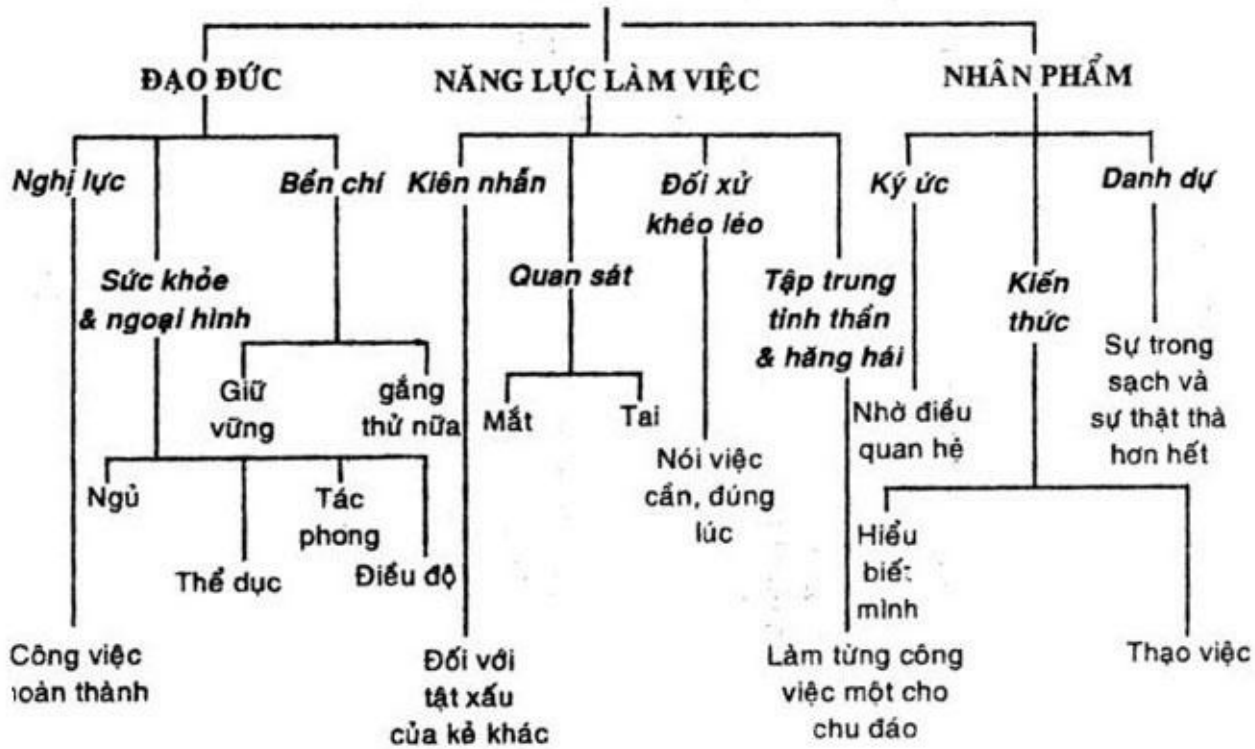 ĐẠO ĐỨC
NĂNG LỰC LÀM VIỆC
NHÂN PHẨM
Nghị lực
Bền chí
Kiên nhẫn
Đối xử
khéo léo
Ký ức
Danh dự
Sức khỏe
& ngoại hình
Quan sát
Tập trung
tinh thần
& hăng hái
Kiến
thức
Giữ
vững
gắng
thử nữa
Mắt
Tai
Nhờ điều
quan hệ
Sự trong
sạch và
sự thật thà
hơn hết
Ngủ
Thể dục
Tác
phong
Điều độ
Nói việc
cần, đúng
lúc
Hiểu
biết
mình
Công việc
hoàn thành
Đối với
tật xấu
của kẻ khác
Làm từng công
việc một cho
chu đáo
Thạo việc